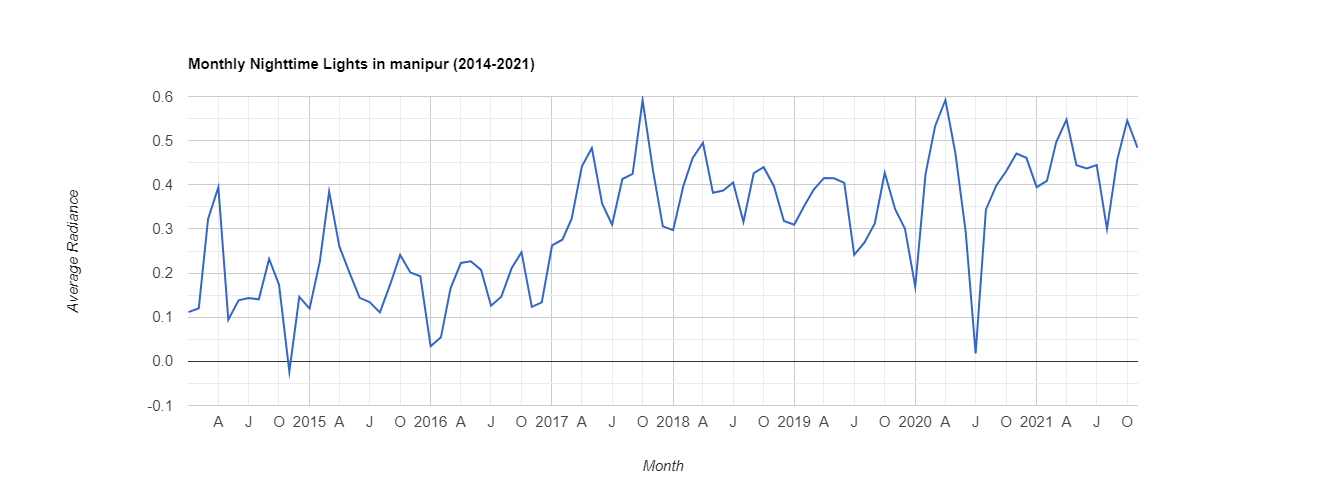 Monthly Nighttime Lights in manipur (2014-2021)
0.6
0.5
0.4
0.3
0.2
0.1
0.0
-0.1
Average Radiance
A J O 2015 A J O 2016 A J O 2017 A J O 2018 A J O 2019 A J O 2020 A J O 2021 A J O
Month